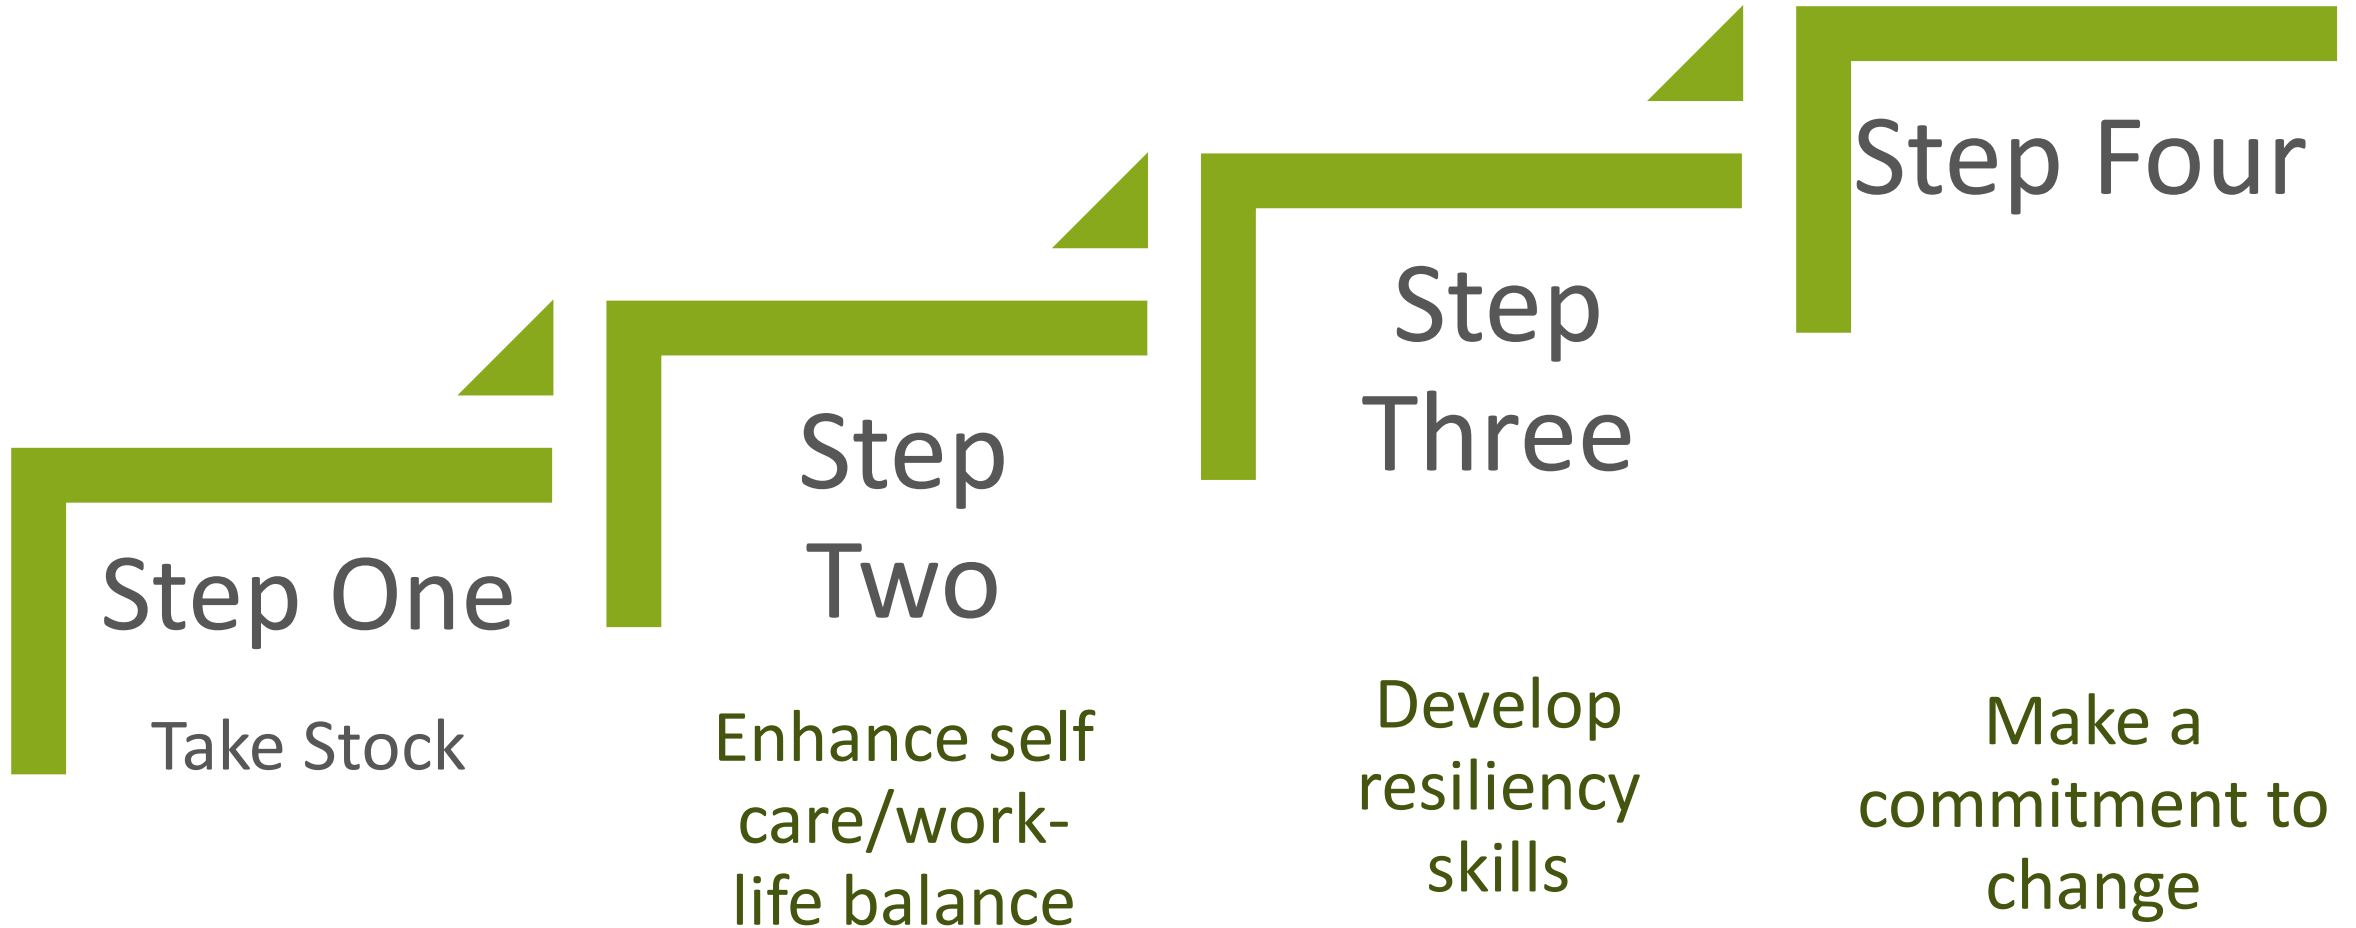 Step One
Take Stock
Step
Two
Enhance self
care/work-
life balance
Step
Three
Develop
resiliency
skills
Step Four
Make a
commitment to
change